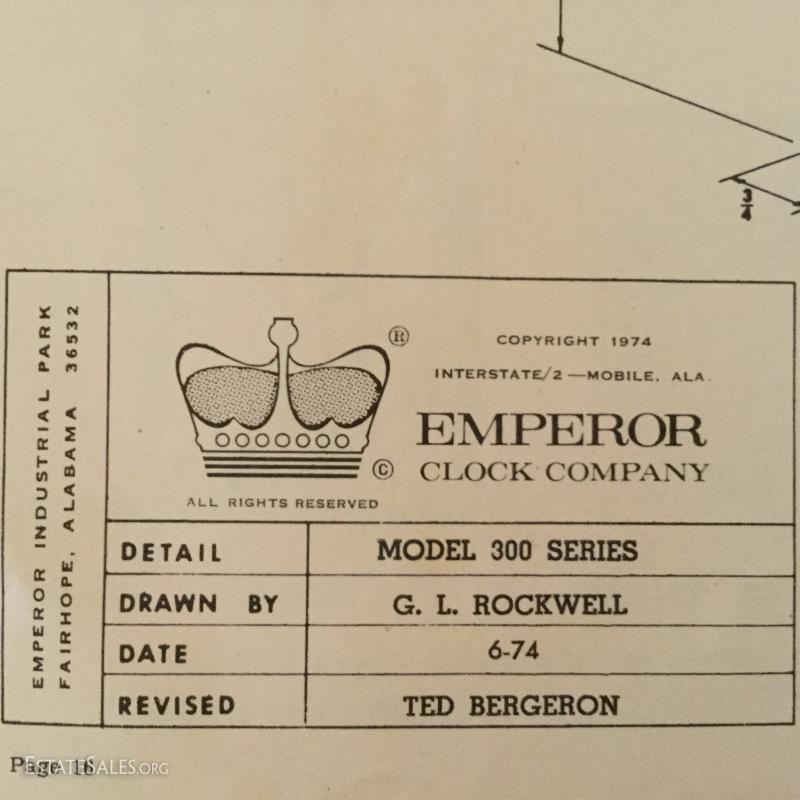 3/4
EMPEROR INDUSTRIAL PARK
FAIRHOPE, ALABAMA 36532
®
COPYRIGHT 1974
INTERSTATE/2—MOBILE, ALA.
EMPEROR
CLOCK COMPANY
©
ALL RIGHTS RESERVED
DETAIL MODEL 300 SERIES
DRAWN BY G. L. ROCKWELL
DATE 6-74
REVISED TED BERGERON
Page
ESTATESALES.ORG